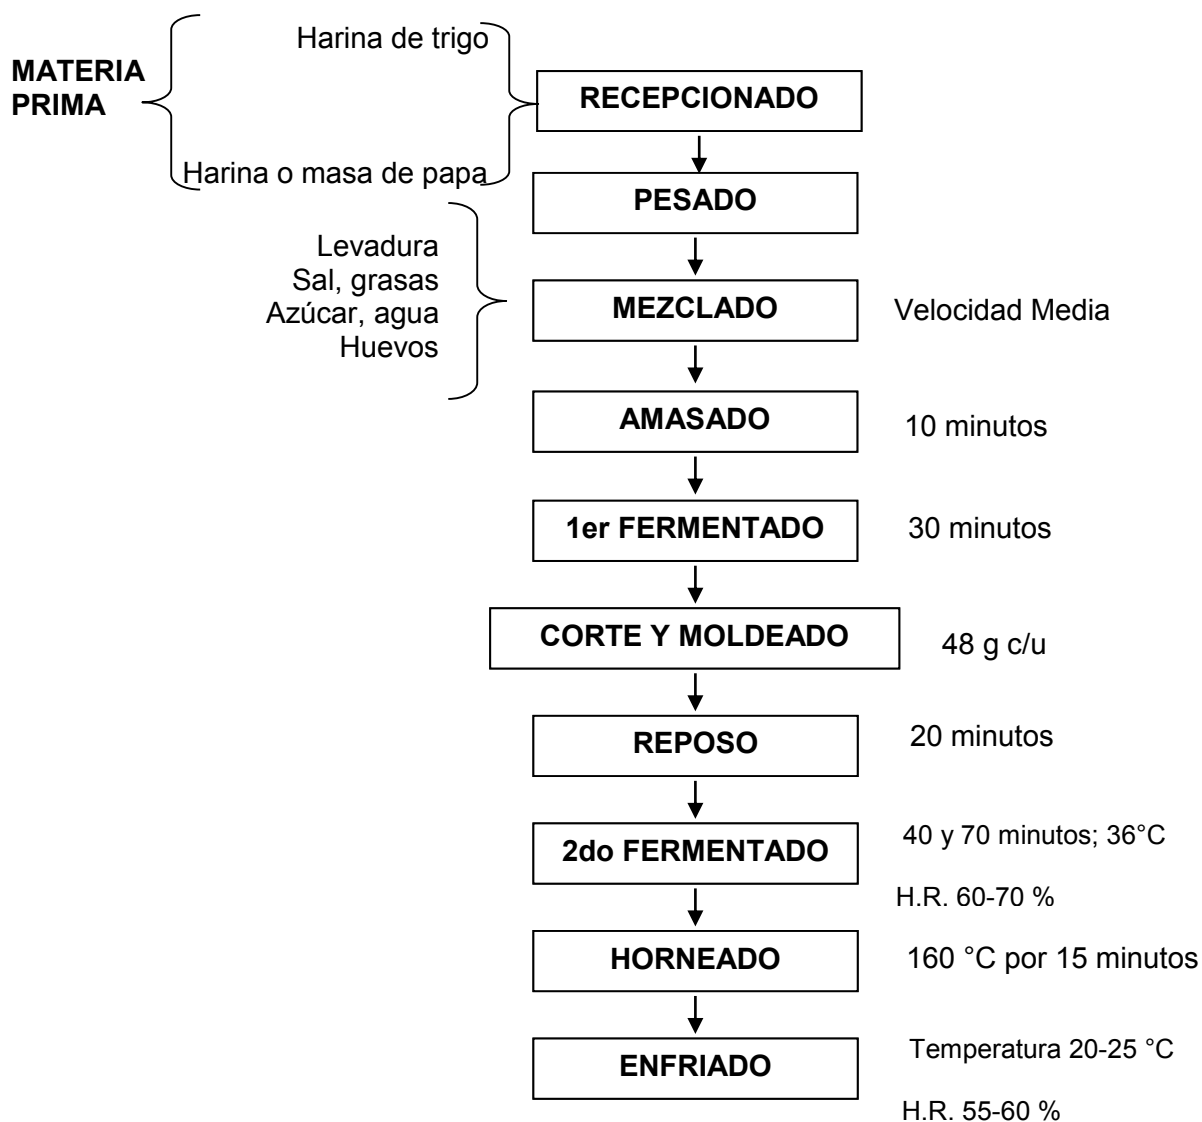 Harina de trigo
MATERIA
PRIMA
RECEPCIONADO
Harina o masa de papa
PESADO
Levadura
Sal, grasas
Azúcar, agua
Huevos
MEZCLADO
Velocidad Media
AMASADO
10 minutos
1er FERMENTADO
30 minutos
CORTE Y MOLDEADO
48 g c/u
REPOSO
20 minutos
2do FERMENTADO
40 y 70 minutos; 36°C
H.R. 60-70 %
HORNEADO
160 °C por 15 minutos
ENFRIADO
Temperatura 20-25 °C
H.R. 55-60 %